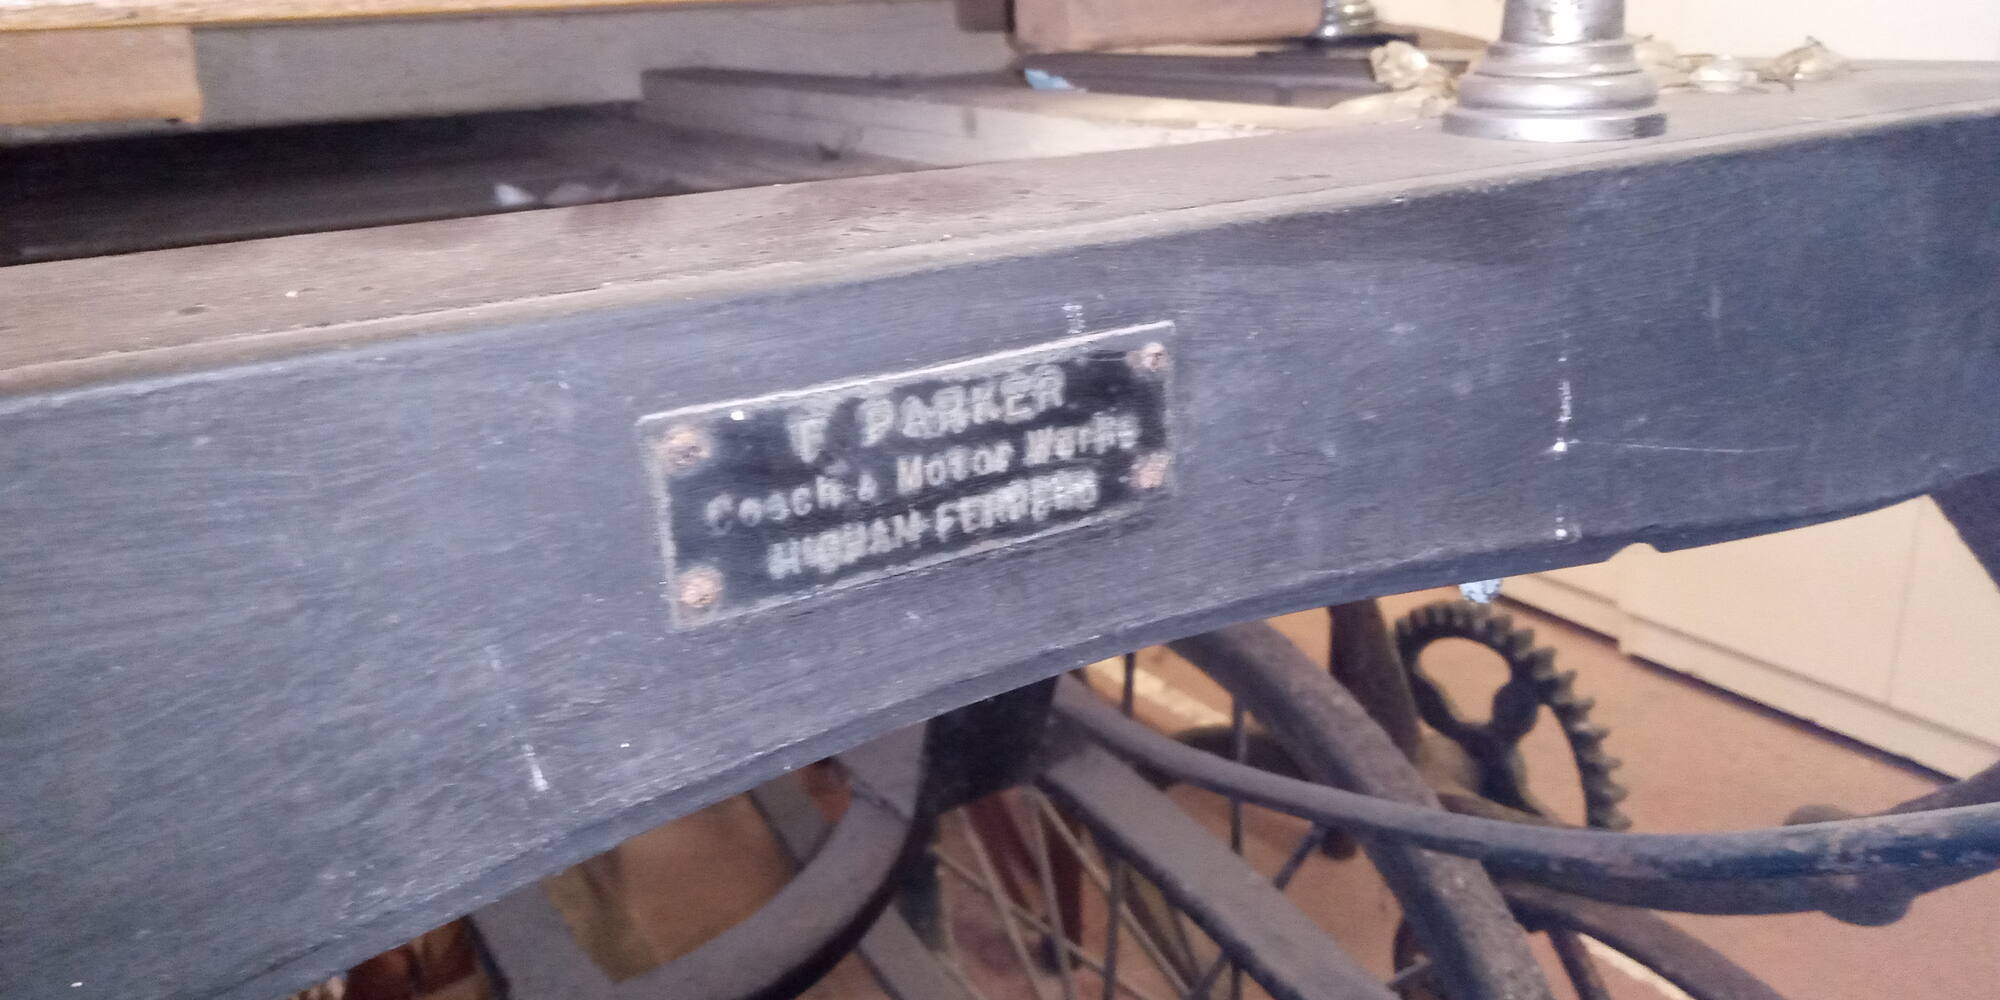 F PARKER
Coach & Motor Works
HIGHAM FERRERS